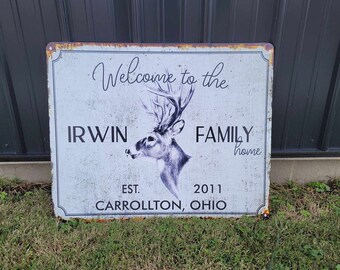 Welcome to the
IRWIN FAMILY
home
EST. 2011
CARROLLTON, OHIO